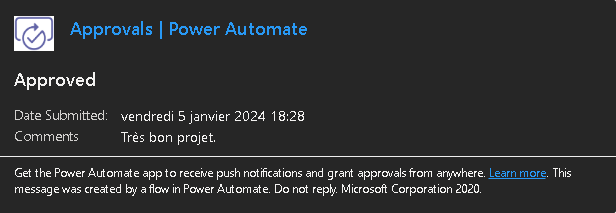 Approvals | Power Automate
Approved
Date Submitted: vendredi 5 janvier 2024 18:28
Comments Très bon projet.
Get the Power Automate app to receive push notifications and grant approvals from anywhere. Learn more. This
message was created by a flow in Power Automate. Do not reply. Microsoft Corporation 2020.